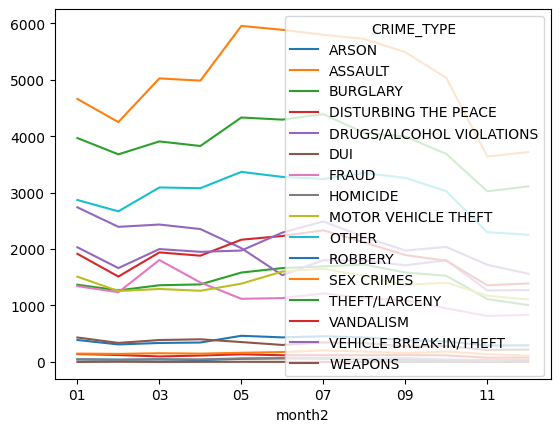 6000
5000
4000
3000
2000
1000
0
CRIME_TYPE
ARSON
ASSAULT
BURGLARY
DISTURBING THE PEACE
DRUGS/ALCOHOL VIOLATIONS
DUI
FRAUD
HOMICIDE
MOTOR VEHICLE THEFT
OTHER
ROBBERY
SEX CRIMES
THEFT/LARCENY
VANDALISM
VEHICLE BREAK-IN/THEFT
WEAPONS
01 03 05 07 09 11
month2